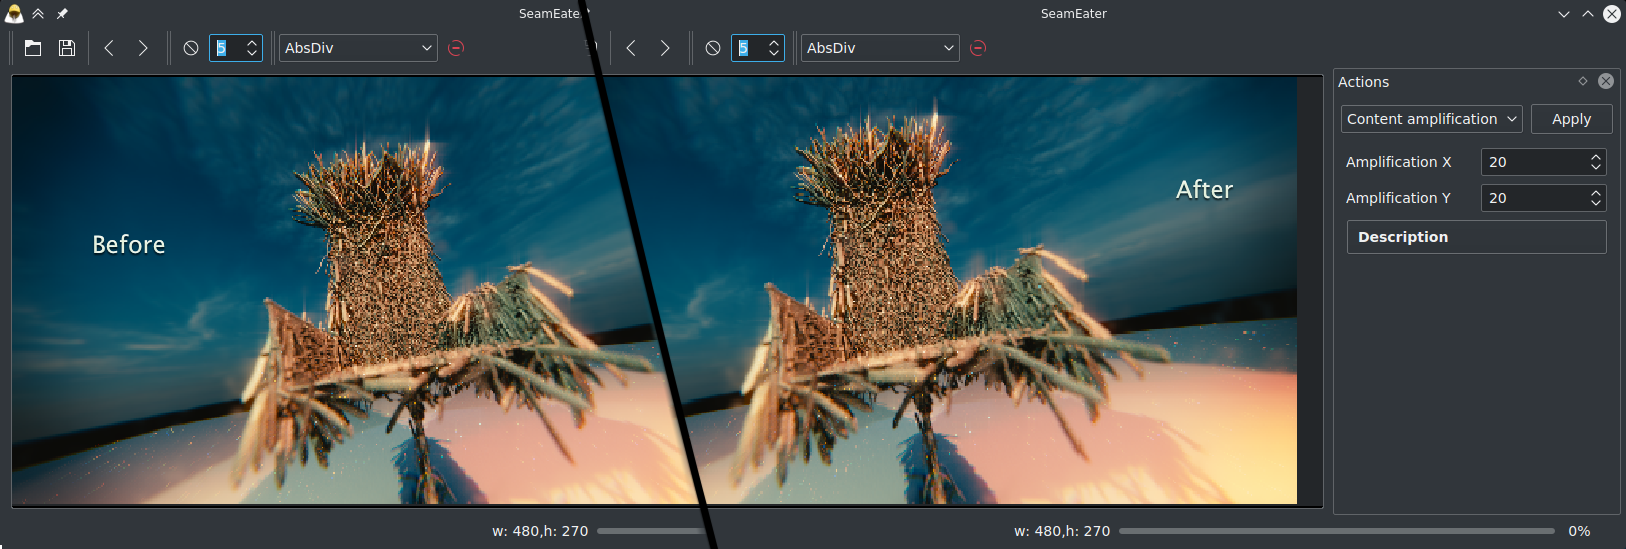 SeamEate
SeamEater
5
AbsDiv
5
AbsDiv
Actions
Content amplification
Apply
Amplification X
20
Amplification Y
20
Description
Before
After
w: 480,h: 270
w: 480,h: 270
0%